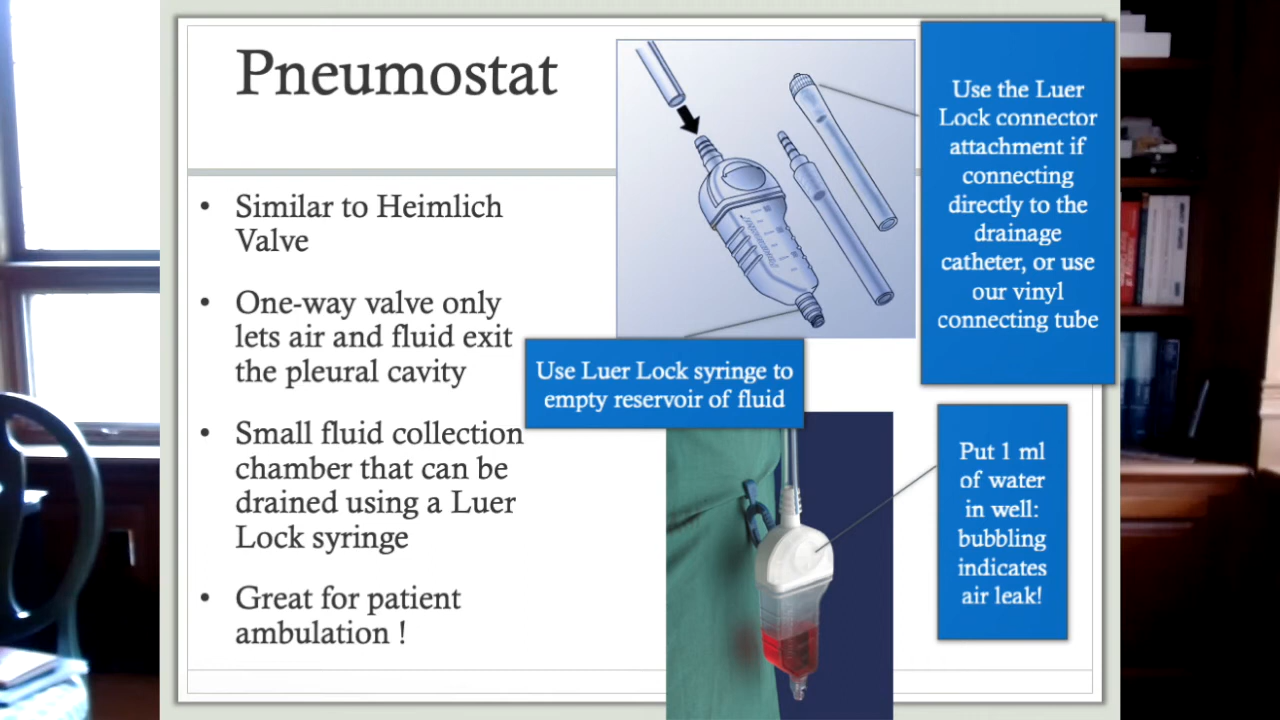 Pneumostat
• Similar to Heimlich
Valve
• One-way valve only
lets air and fluid exit
the pleural cavity
• Small fluid collection
chamber that can be
drained using a Luer
Lock syringe
• Great for patient
ambulation !
Use the Luer
Lock connector
attachment if
connecting
directly to the
drainage
catheter, or use
our vinyl
connecting tube
Use Luer Lock syringe to
empty reservoir of fluid
Put 1 ml
of water
in well:
bubbling
indicates
air leak!